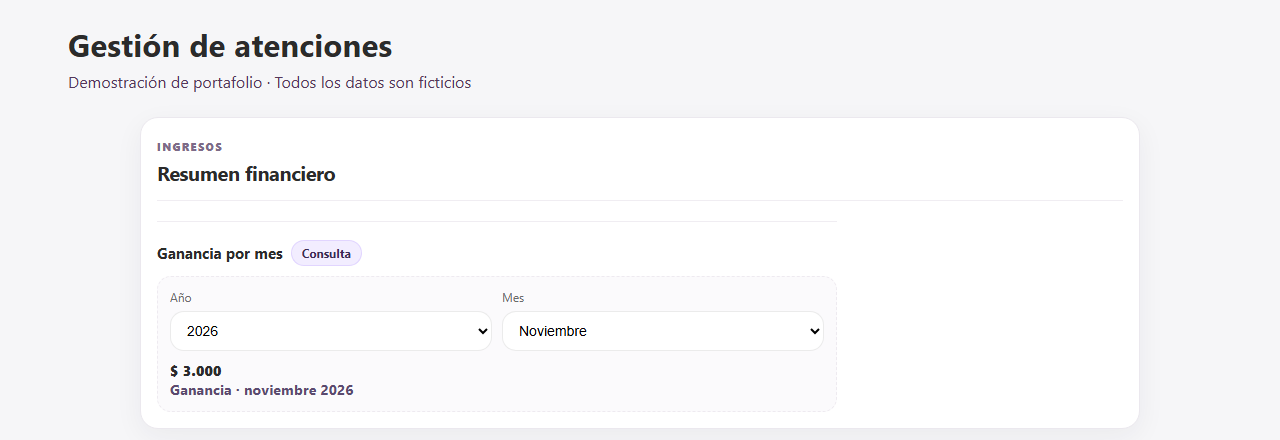 Gestión de atenciones
Demostración de portafolio · Todos los datos son ficticios
INGRESOS
Resumen financiero
Ganancia por mes Consulta
Año Mes
2026 Noviembre
$ 3.000
Ganancia · noviembre 2026